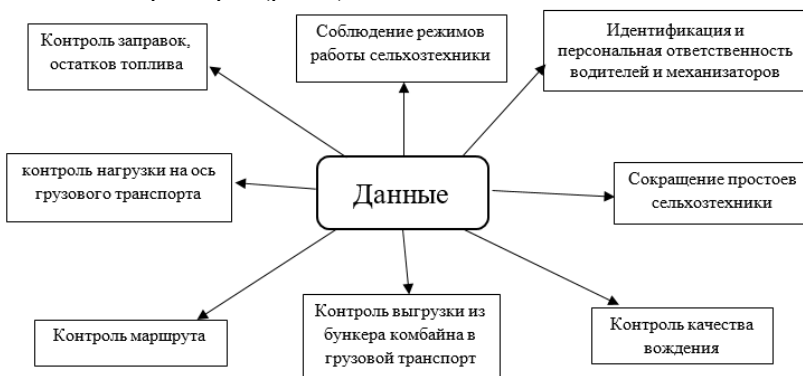 Контроль заправок,
остатков топлива
Соблюдение режимов
работы сельхозтехники
Идентификация и
персональная ответственность
водителей и механизаторов
контроль нагрузки на ось
грузового транспорта
Данные
Сокращение простоев
сельхозтехники
Контроль маршрута
Контроль выгрузки из
бункера комбайна в
грузовой транспорт
Контроль качества
вождения